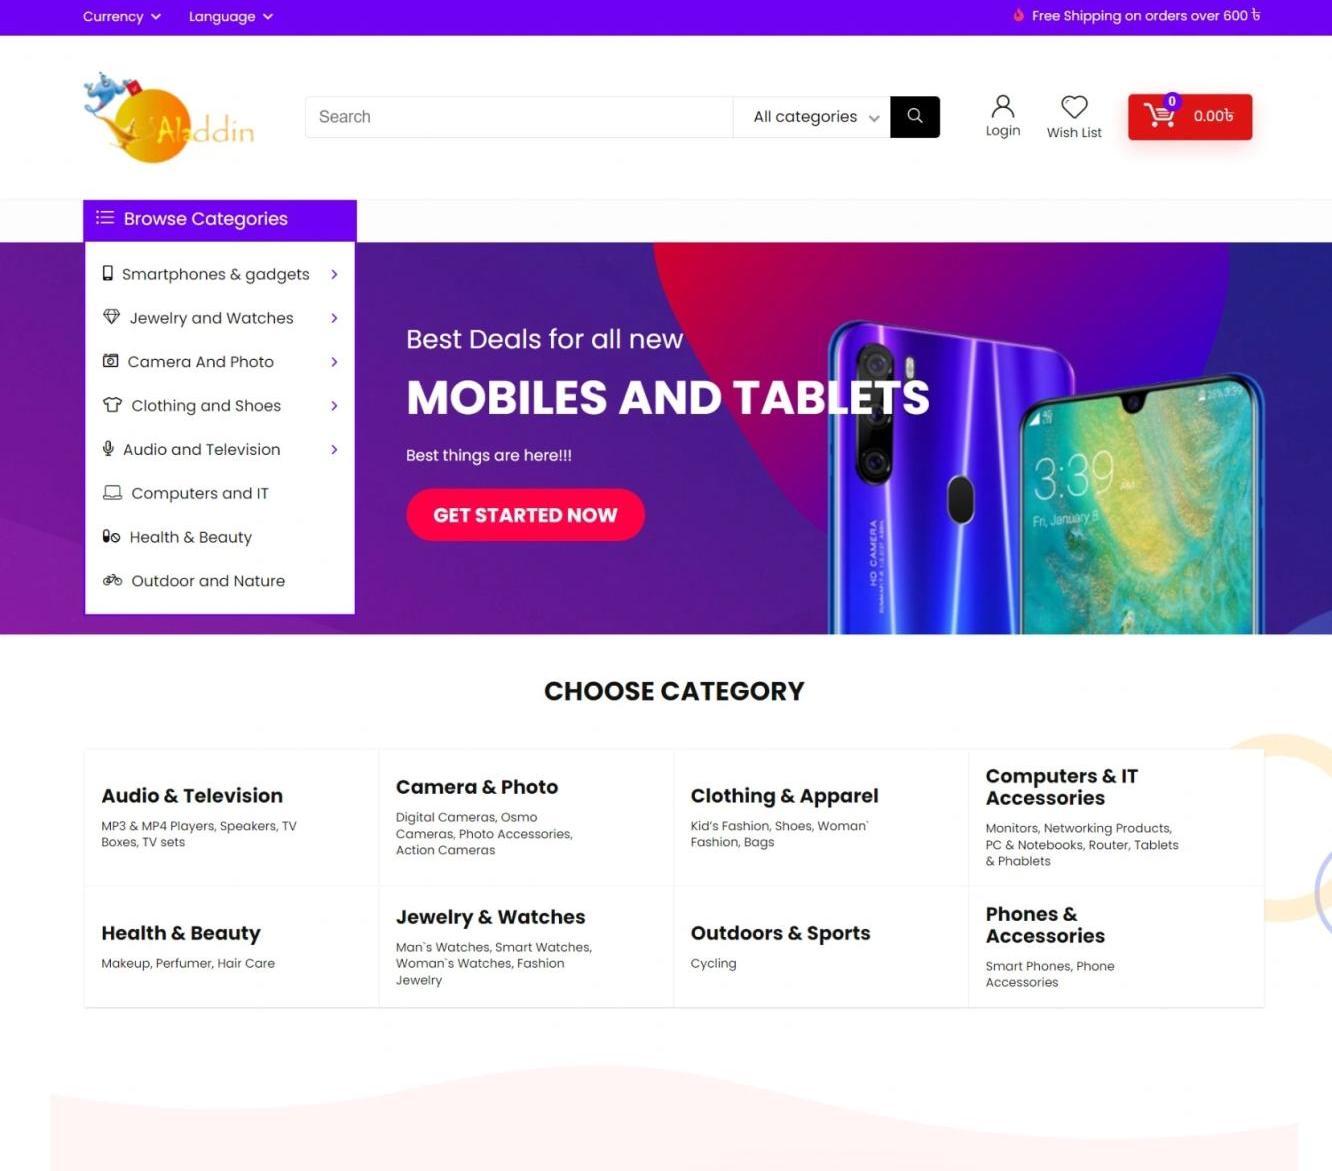 Currency
Language
Free Shipping on orders over 600 ৳
Aladdin
Search
All categories
Login
Wish List
0
0.00৳
Browse Categories
Smartphones & gadgets
Jewelry and Watches
Camera And Photo
Clothing and Shoes
Audio and Television
Computers and IT
Health & Beauty
Outdoor and Nature
Best Deals for all new
MOBILES AND TABLETS
Best things are here!!!
GET STARTED NOW
HD CAMERA
3:39
Fri, January 8
CHOOSE CATEGORY
Audio & Television
MP3 & MP4 Players, Speakers, TV
Boxes, TV sets
Camera & Photo
Digital Cameras, Osmo
Cameras, Photo Accessories,
Action Cameras
Clothing & Apparel
Kid's Fashion, Shoes, Woman`
Fashion, Bags
Computers & IT
Accessories
Monitors, Networking Products,
PC & Notebooks, Router, Tablets
& Phablets
Health & Beauty
Makeup, Perfumer, Hair Care
Jewelry & Watches
Man`s Watches, Smart Watches,
Woman`s Watches, Fashion
Jewelry
Outdoors & Sports
Cycling
Phones &
Accessories
Smart Phones, Phone
Accessories